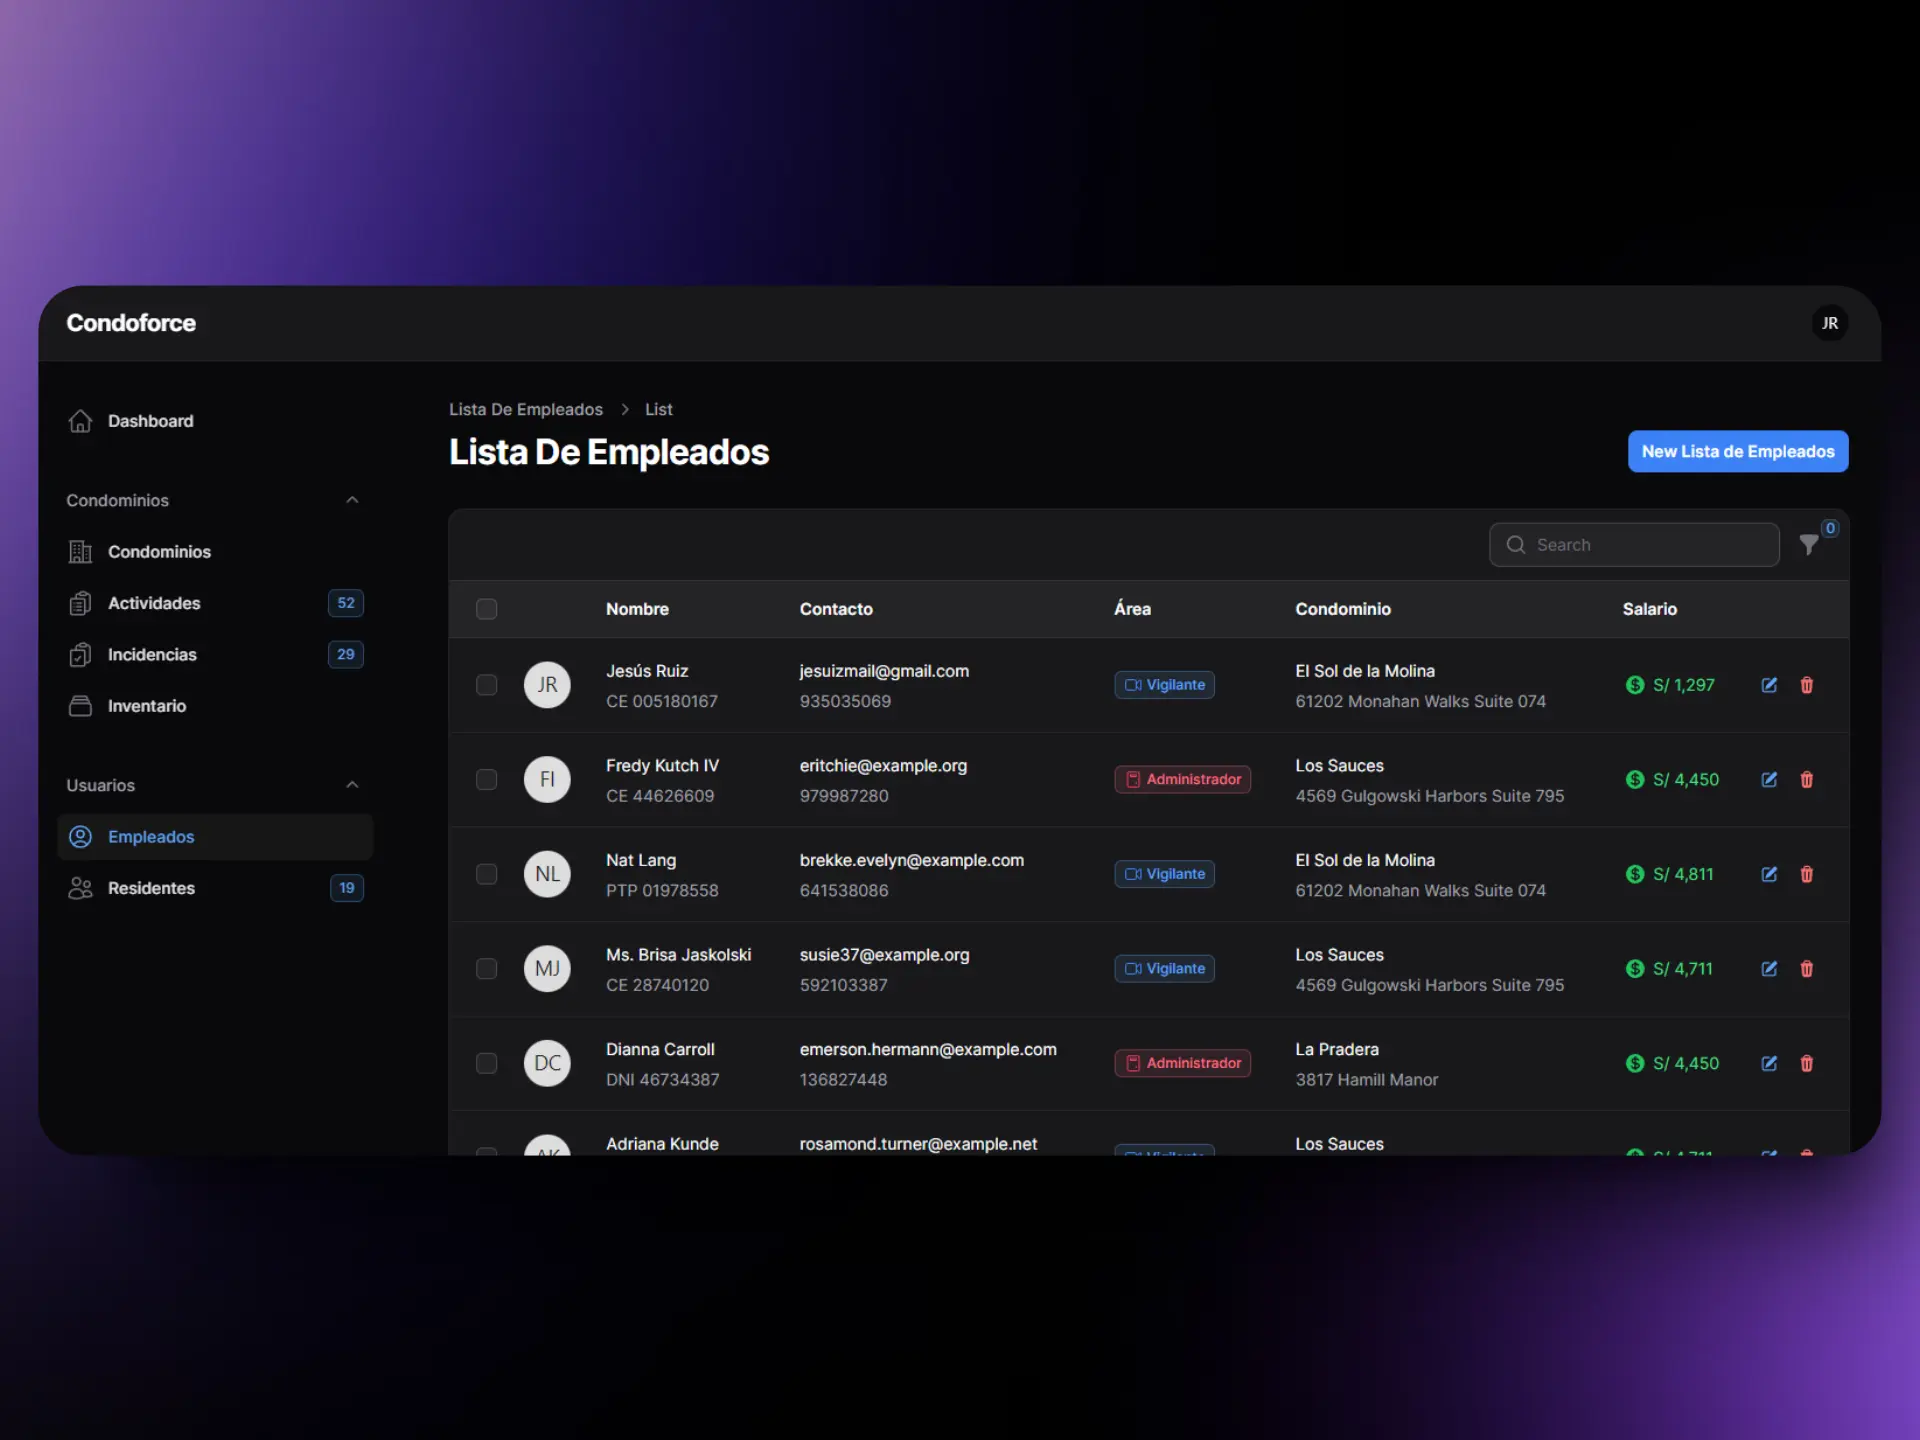 Condoforce
JR
Dashboard
Condominios
Condominios
Actividades 52
Incidencias 29
Inventario
Usuarios
Empleados
Residentes 19
Lista De Empleados > List
Lista De Empleados
New Lista de Empleados
Search
0
Nombre Contacto Área Condominio Salario
JR
Jesús Ruiz
CE 005180167
jesuizmail@gmail.com
935035069
Vigilante
El Sol de la Molina
61202 Monahan Walks Suite 074
S/ 1,297
FI
Fredy Kutch IV
CE 44626609
eritchie@example.org
979987280
Administrador
Los Sauces
4569 Gulgowski Harbors Suite 795
S/ 4,450
NL
Nat Lang
PTP 01978558
brekke.evelyn@example.com
641538086
Vigilante
El Sol de la Molina
61202 Monahan Walks Suite 074
S/ 4,811
MJ
Ms. Brisa Jaskolski
CE 28740120
susie37@example.org
592103387
Vigilante
Los Sauces
4569 Gulgowski Harbors Suite 795
S/ 4,711
DC
Dianna Carroll
DNI 46734387
emerson.hermann@example.com
136827448
Administrador
La Pradera
3817 Hamill Manor
S/ 4,450
Adriana Kunde
rosamond.turner@example.net
Los Sauces